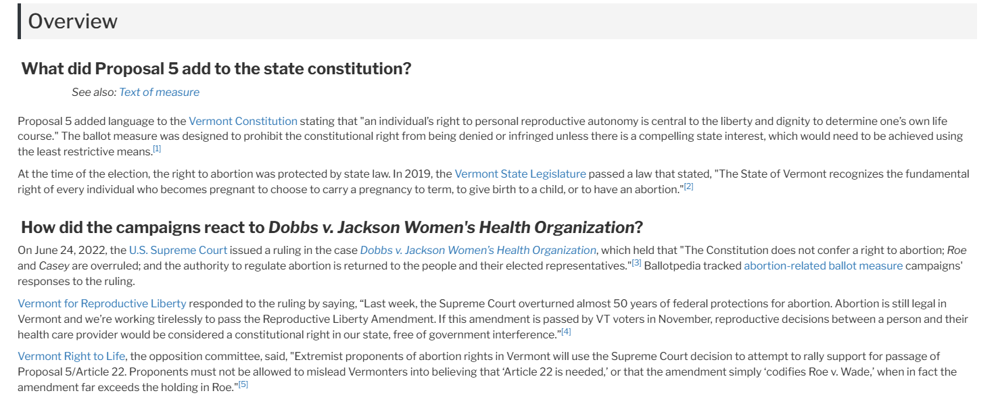 Overview
What did Proposal 5 add to the state constitution?
See also: Text of measure
Proposal 5 added language to the Vermont Constitution stating that "an individual's right to personal reproductive autonomy is central to the liberty and dignity to determine one's own life
course." The ballot measure was designed to prohibit the constitutional right from being denied or infringed unless there is a compelling state interest, which would need to be achieved using
the least restrictive means.[1]
At the time of the election, the right to abortion was protected by state law. In 2019, the Vermont State Legislature passed a law that stated, "The State of Vermont recognizes the fundamental
right of every individual who becomes pregnant to choose to carry a pregnancy to term, to give birth to a child, or to have an abortion."[2]
How did the campaigns react to Dobbs v. Jackson Women's Health Organization?
On June 24, 2022, the U.S. Supreme Court issued a ruling in the case Dobbs v. Jackson Women's Health Organization, which held that "The Constitution does not confer a right to abortion; Roe
and Casey are overruled; and the authority to regulate abortion is returned to the people and their elected representatives."[3] Ballotpedia tracked abortion-related ballot measure campaigns'
responses to the ruling.
Vermont for Reproductive Liberty responded to the ruling by saying, “Last week, the Supreme Court overturned almost 50 years of federal protections for abortion. Abortion is still legal in
Vermont and we’re working tirelessly to pass the Reproductive Liberty Amendment. If this amendment is passed by VT voters in November, reproductive decisions between a person and their
health care provider would be considered a constitutional right in our state, free of government interference.”[4]
Vermont Right to Life, the opposition committee, said, "Extremist proponents of abortion rights in Vermont will use the Supreme Court decision to attempt to rally support for passage of
Proposal 5/Article 22. Proponents must not be allowed to mislead Vermonters into believing that ‘Article 22 is needed,’ or that the amendment simply ‘codifies Roe v. Wade,’ when in fact the
amendment far exceeds the holding in Roe."[5]